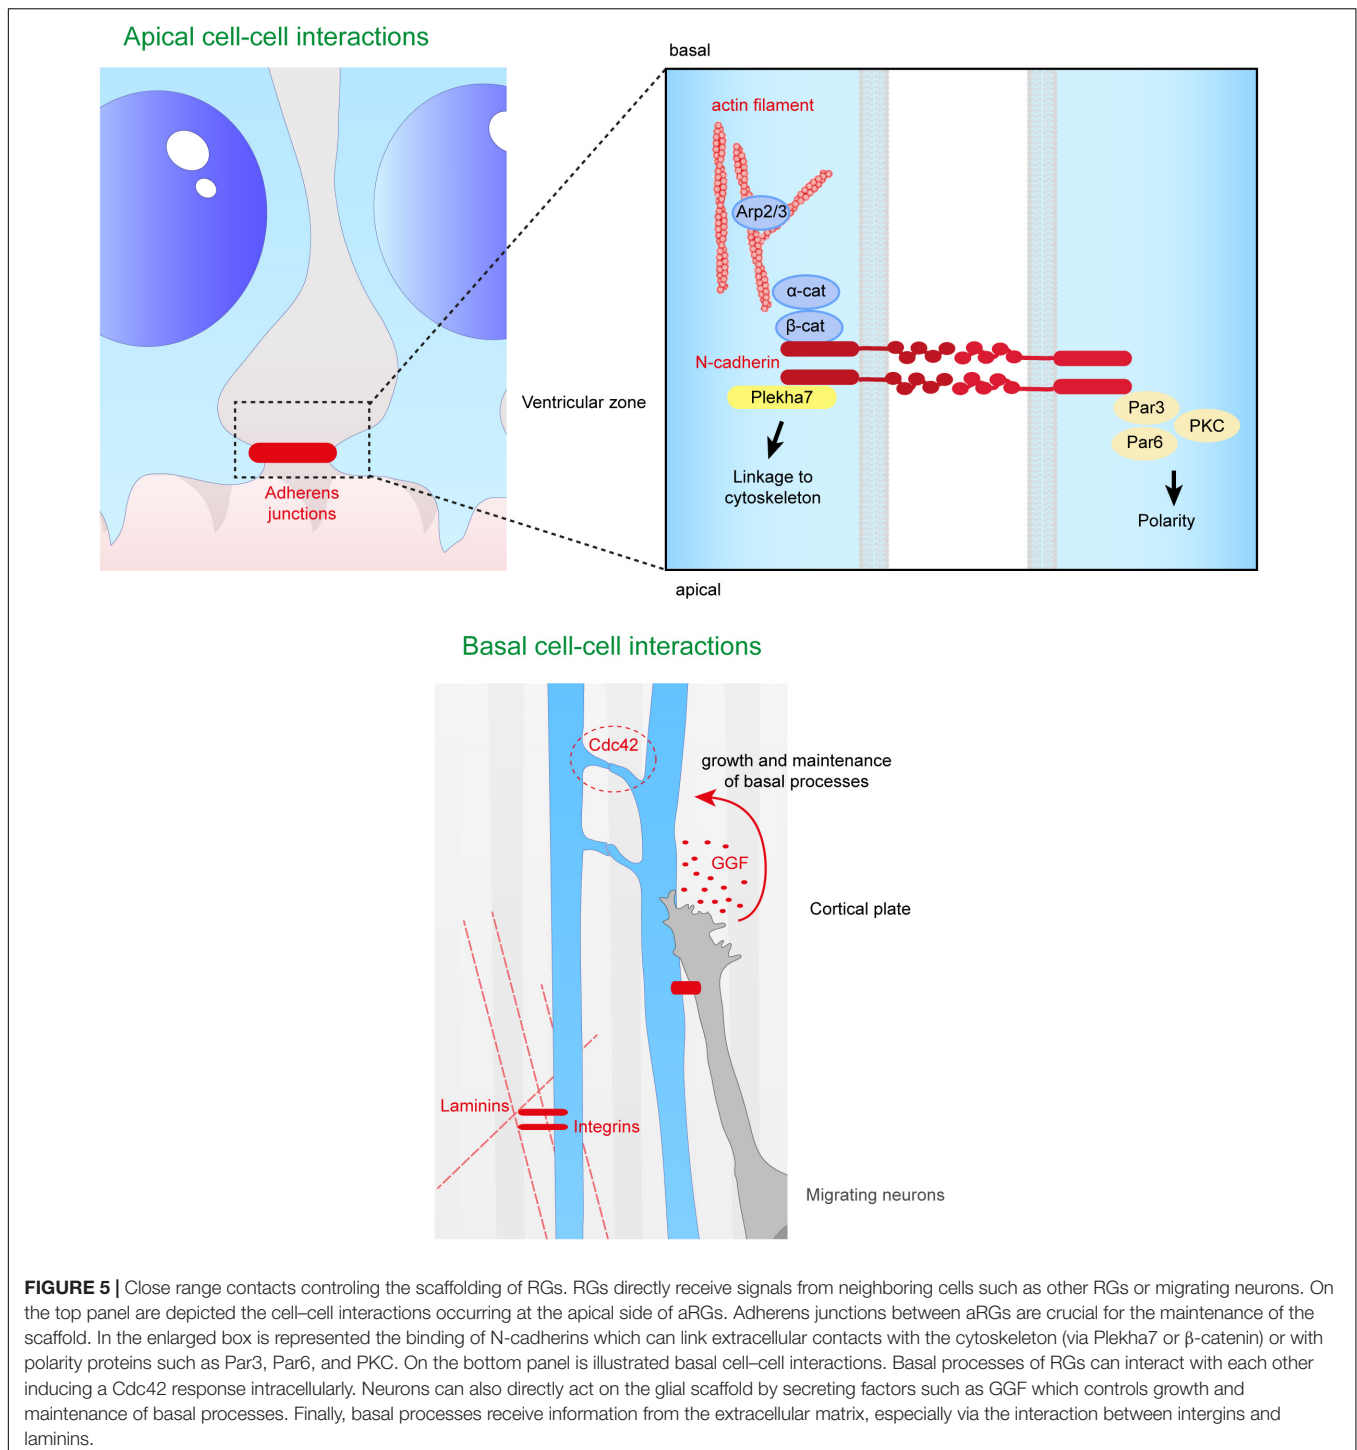 Apical cell-cell interactions
basal
actin filament
Arp2/3
α-cat
β-cat
N-cadherin
Plekha7
Par3
PKC
Par6
Linkage to
cytoskeleton
Polarity
Ventricular zone
Adherens
junctions
apical
Basal cell-cell interactions
Cdc42
growth and maintenance
of basal processes
GGF
Cortical plate
Laminins
Integrins
Migrating neurons
FIGURE 5 | Close range contacts controling the scaffolding of RGs. RGs directly receive signals from neighboring cells such as other RGs or migrating neurons. On
the top panel are depicted the cell–cell interactions occurring at the apical side of aRGs. Adherens junctions between aRGs are crucial for the maintenance of the
scaffold. In the enlarged box is represented the binding of N-cadherins which can link extracellular contacts with the cytoskeleton (via Plekha7 or β-catenin) or with
polarity proteins such as Par3, Par6, and PKC. On the bottom panel is illustrated basal cell–cell interactions. Basal processes of RGs can interact with each other
inducing a Cdc42 response intracellularly. Neurons can also directly act on the glial scaffold by secreting factors such as GGF which controls growth and
maintenance of basal processes. Finally, basal processes receive information from the extracellular matrix, especially via the interaction between intergins and
laminins.